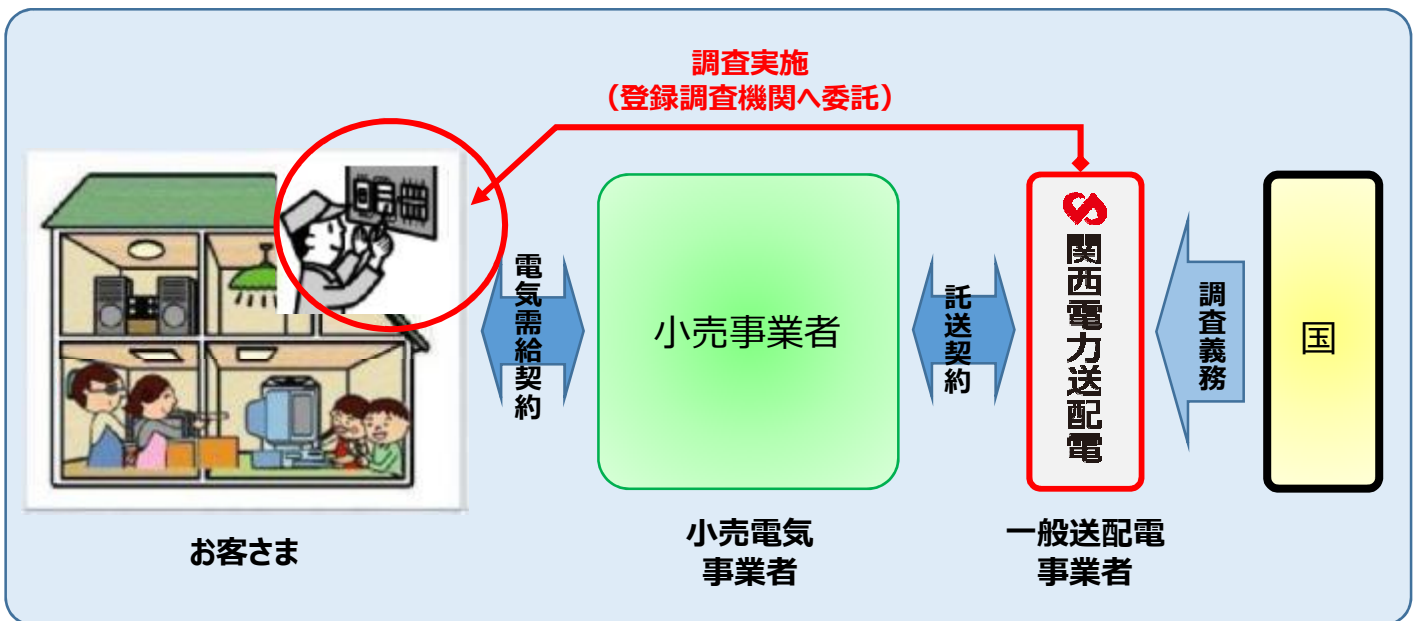 調査実施
（登録調査機関へ委託）
電気需給契約
小売事業者
託送契約
関西電力送配電
調査義務
国
お客さま
小売電気
事業者
一般送配電
事業者